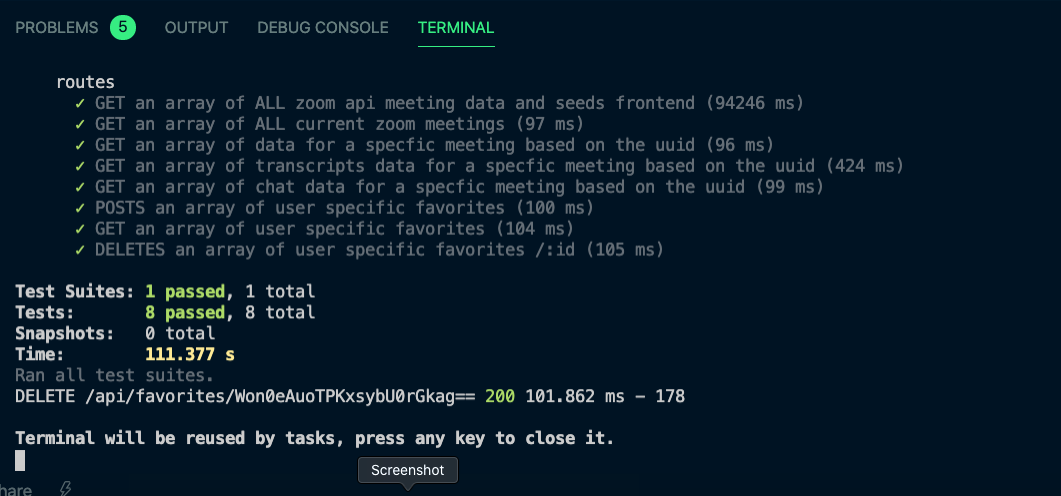 PROBLEMS 5 OUTPUT DEBUG CONSOLE TERMINAL
routes
✓ GET an array of ALL zoom api meeting data and seeds frontend (94246 ms)
✓ GET an array of ALL current zoom meetings (97 ms)
✓ GET an array of data for a specfic meeting based on the uuid (96 ms)
✓ GET an array of transcripts data for a specfic meeting based on the uuid (424 ms)
✓ GET an array of chat data for a specfic meeting based on the uuid (99 ms)
✓ POSTS an array of user specific favorites (100 ms)
✓ GET an array of user specific favorites (104 ms)
✓ DELETES an array of user specific favorites /:id (105 ms)
Test Suites: 1 passed, 1 total
Tests: 8 passed, 8 total
Snapshots: 0 total
Time: 111.377 s
Ran all test suites.
DELETE /api/favorites/Won0eAuoTPKxsybU0rGkag== 200 101.862 ms - 178
Terminal will be reused by tasks, press any key to close it.
Screenshot
hare